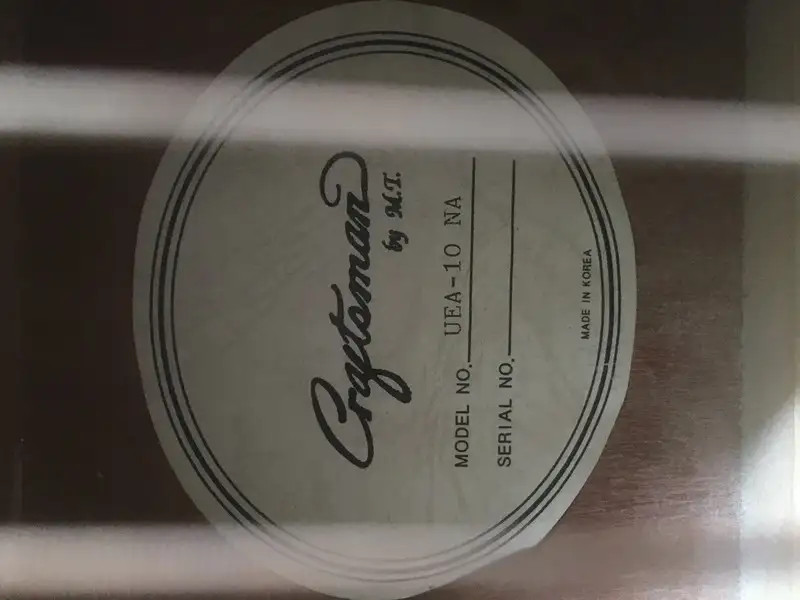 Craftsman
by M.T.
MODEL NO. UEA-10 NA
SERIAL NO.
MADE IN KOREA